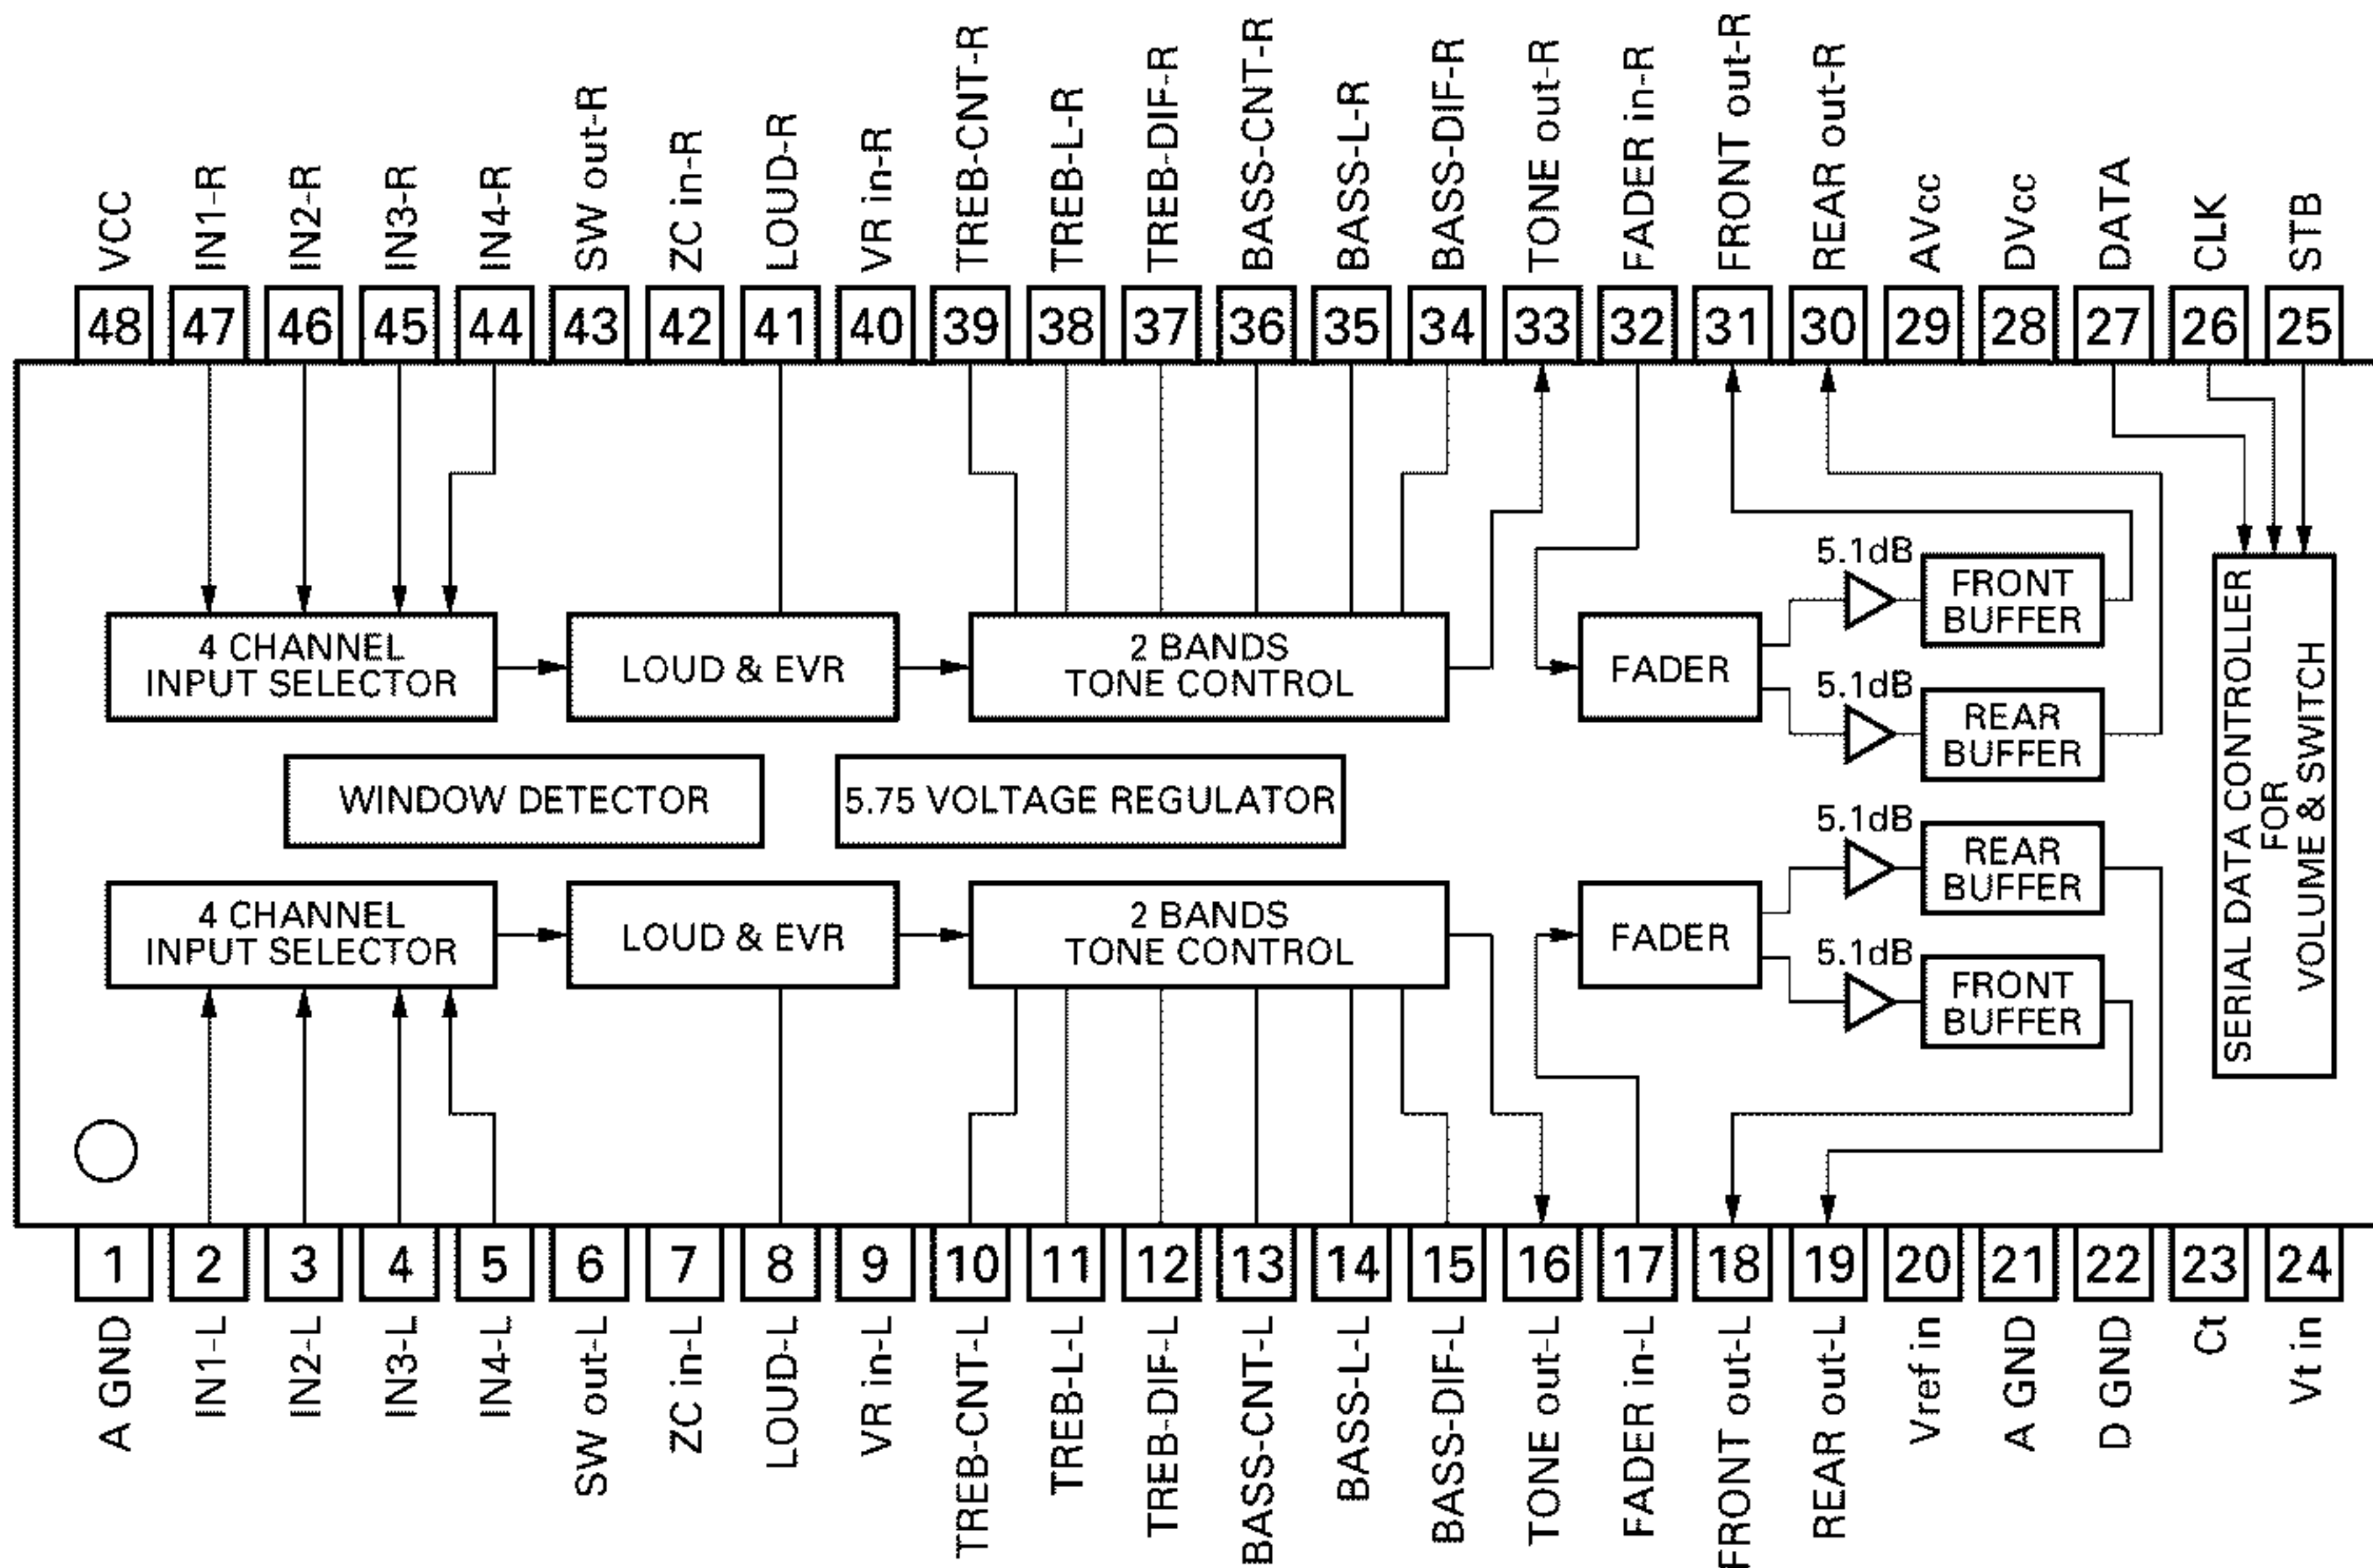 VCC
IN1-R
IN2-R
IN3-R
IN4-R
SW out-R
ZC in-R
LOUD-R
VR in-R
TREB-CNT-R
TREB-L-R
TREB-DIF-R
BASS-CNT-R
BASS-L-R
BASS-DIF-R
TONE out-R
FADER in-R
FRONT out-R
REAR out-R
AVcc
DVcc
DATA
CLK
STB
48 47 46 45 44 43 42 41 40 39 38 37 36 35 34 33 32 31 30 29 28 27 26 25
4 CHANNEL
INPUT SELECTOR
LOUD & EVR
2 BANDS
TONE CONTROL
FADER
5.1dB
FRONT
BUFFER
5.1dB
REAR
BUFFER
WINDOW DETECTOR
5.75 VOLTAGE REGULATOR
4 CHANNEL
INPUT SELECTOR
LOUD & EVR
2 BANDS
TONE CONTROL
FADER
5.1dB
REAR
BUFFER
5.1dB
FRONT
BUFFER
SERIAL DATA CONTROLLER
FOR
VOLUME & SWITCH
1 2 3 4 5 6 7 8 9 10 11 12 13 14 15 16 17 18 19 20 21 22 23 24
A GND
IN1-L
IN2-L
IN3-L
IN4-L
SW out-L
ZC in-L
LOUD-L
VR in-L
TREB-CNT-L
TREB-L-L
TREB-DIF-L
BASS-CNT-L
BASS-L-L
BASS-DIF-L
TONE out-L
FADER in-L
FRONT out-L
REAR out-L
Vref in
A GND
D GND
Ct
Vt in